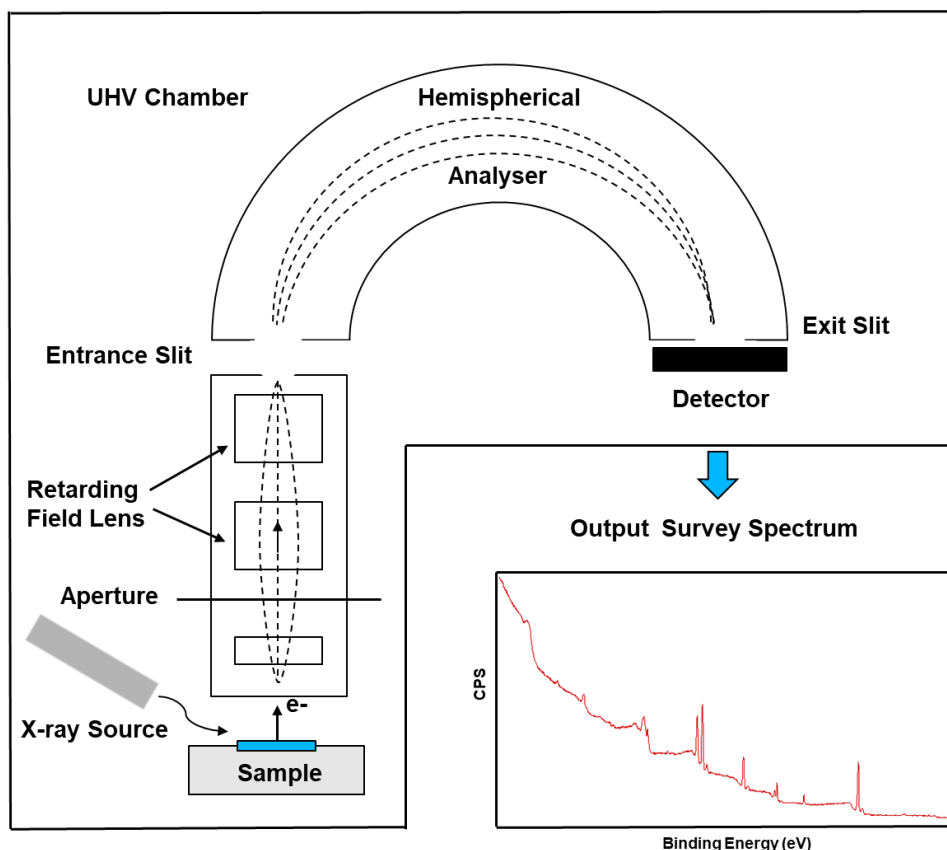 UHV Chamber
Hemispherical
Analyser
Entrance Slit
Exit Slit
Detector
Retarding
Field Lens
Output Survey Spectrum
Aperture
CPS
e-
X-ray Source
Sample
Binding Energy (eV)